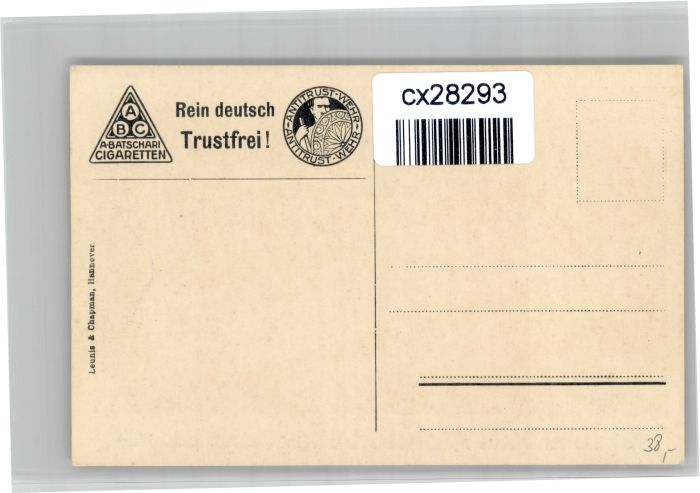 A
B C
A·BATSCHARI
CIGARETTEN
Rein deutsch
Trustfrei!
·ANTITRUST-WEHR·
ANTITRUST-WEHR
cx28293
Leunis & Chapman, Hannover.
38,-